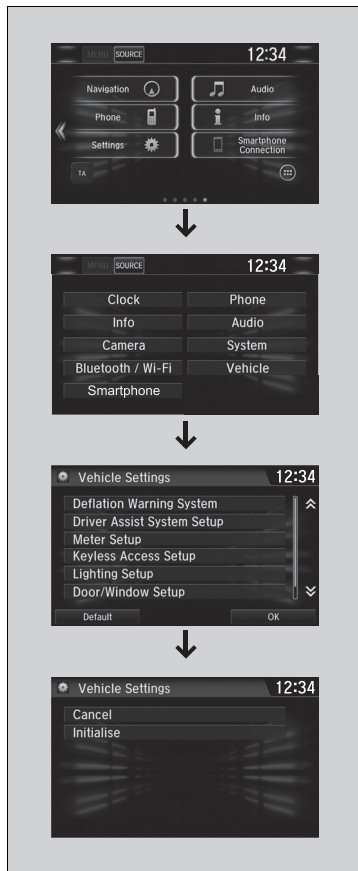 MENU SOURCE 12:34
Navigation Audio
Phone Info
Settings Smartphone
Connection
TA
MENU SOURCE 12:34
Clock Phone
Info Audio
Camera System
Bluetooth / Wi-Fi Vehicle
Smartphone
Vehicle Settings 12:34
Deflation Warning System
Driver Assist System Setup
Meter Setup
Keyless Access Setup
Lighting Setup
Door/Window Setup
Default OK
Vehicle Settings 12:34
Cancel
Initialise